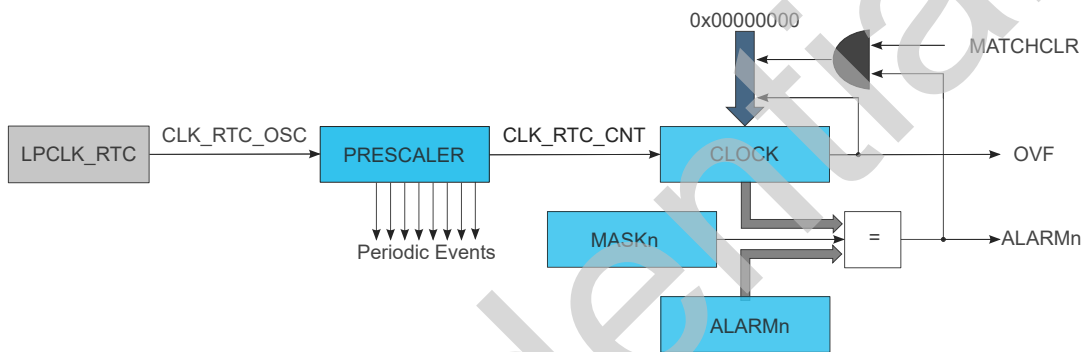 0x00000000
MATCHCLR
LPCLK_RTC
CLK_RTC_OSC
PRESCALER
CLK_RTC_CNT
CLOCK
OVF
Periodic Events
MASKn
=
ALARMn
ALARMn